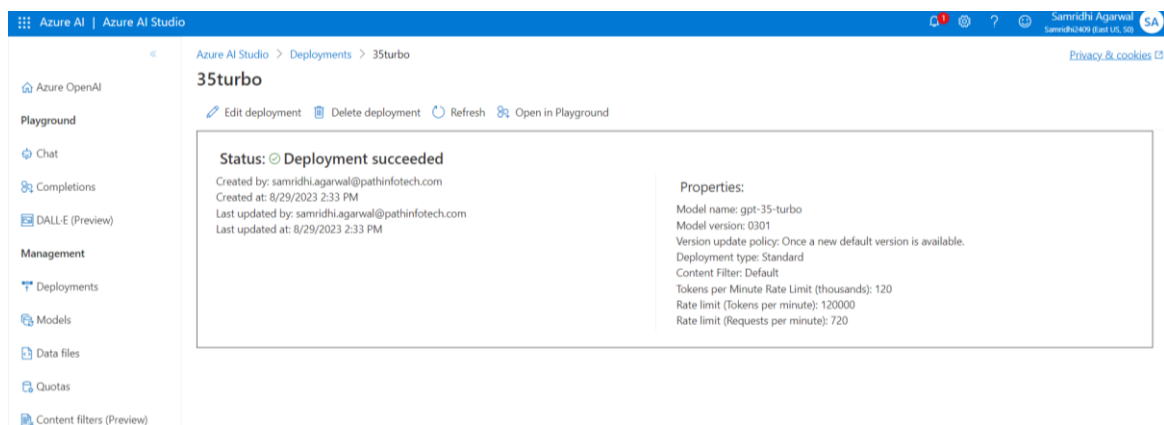 Azure AI | Azure AI Studio
1
?
Samridhi Agarwal
Samridhi2409 (East US, S0)
SA
«
Azure AI Studio > Deployments > 35turbo
Privacy & cookies
35turbo
Edit deployment Delete deployment Refresh Open in Playground
Azure OpenAI
Playground
Chat
Completions
DALL·E (Preview)
Management
Deployments
Models
Data files
Quotas
Content filters (Preview)
Status: Deployment succeeded
Created by: samridhi.agarwal@pathinfotech.com
Created at: 8/29/2023 2:33 PM
Last updated by: samridhi.agarwal@pathinfotech.com
Last updated at: 8/29/2023 2:33 PM
Properties:
Model name: gpt-35-turbo
Model version: 0301
Version update policy: Once a new default version is available.
Deployment type: Standard
Content Filter: Default
Tokens per Minute Rate Limit (thousands): 120
Rate limit (Tokens per minute): 120000
Rate limit (Requests per minute): 720